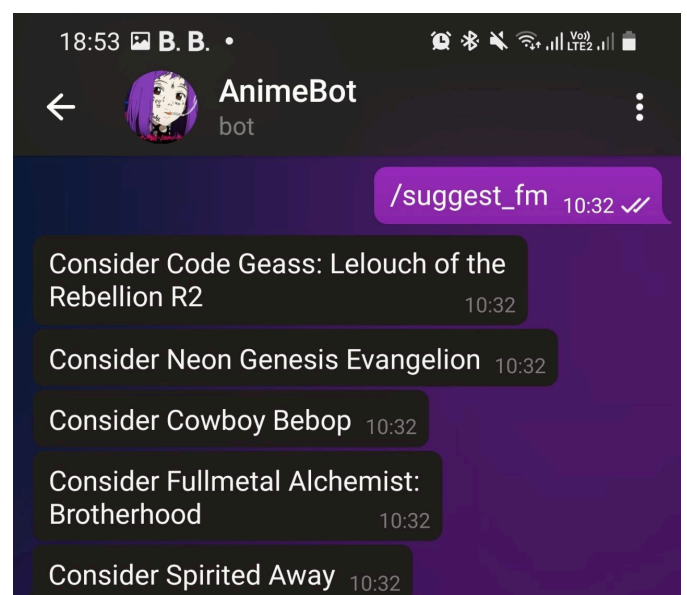 18:53 B. B. •
Vo)) LTE2
AnimeBot
bot
/suggest_fm 10:32
Consider Code Geass: Lelouch of the
Rebellion R2 10:32
Consider Neon Genesis Evangelion 10:32
Consider Cowboy Bebop 10:32
Consider Fullmetal Alchemist:
Brotherhood 10:32
Consider Spirited Away 10:32